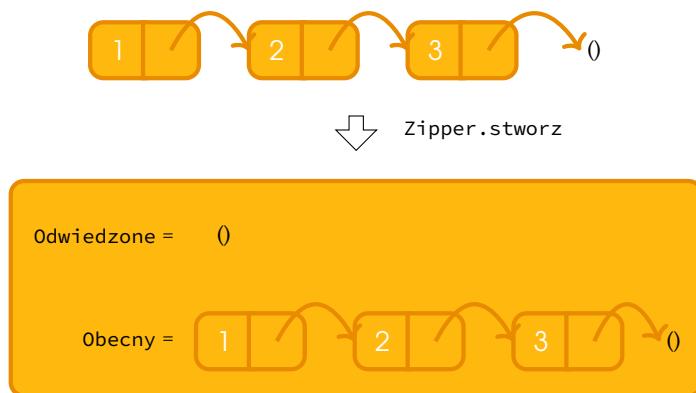 1 2 3 ()
Zipper.stworz
Odwiedzone = ()
Obecny = 1 2 3 ()